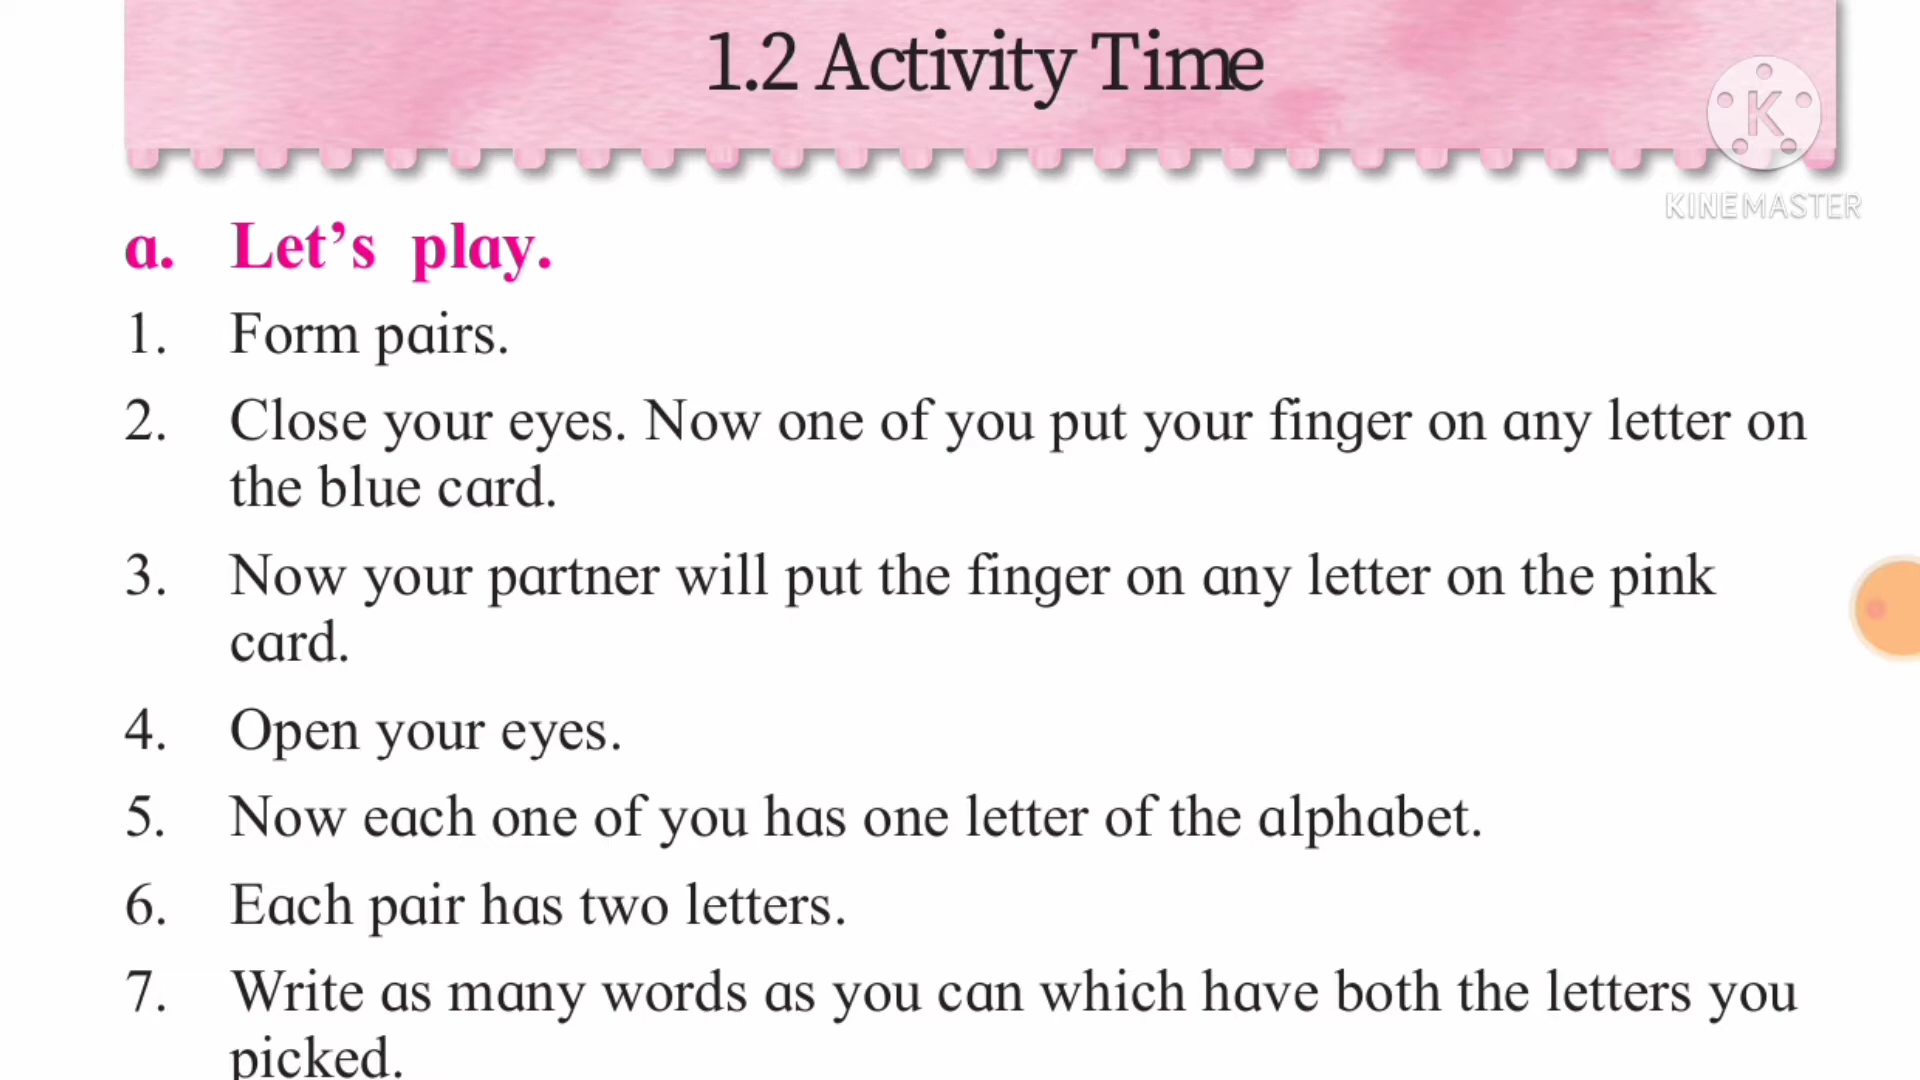 1.2 Activity Time
K
KINEMASTER
a. Let's play.
1. Form pairs.
2. Close your eyes. Now one of you put your finger on any letter on
the blue card.
3. Now your partner will put the finger on any letter on the pink
card.
4. Open your eyes.
5. Now each one of you has one letter of the alphabet.
6. Each pair has two letters.
7. Write as many words as you can which have both the letters you
picked.